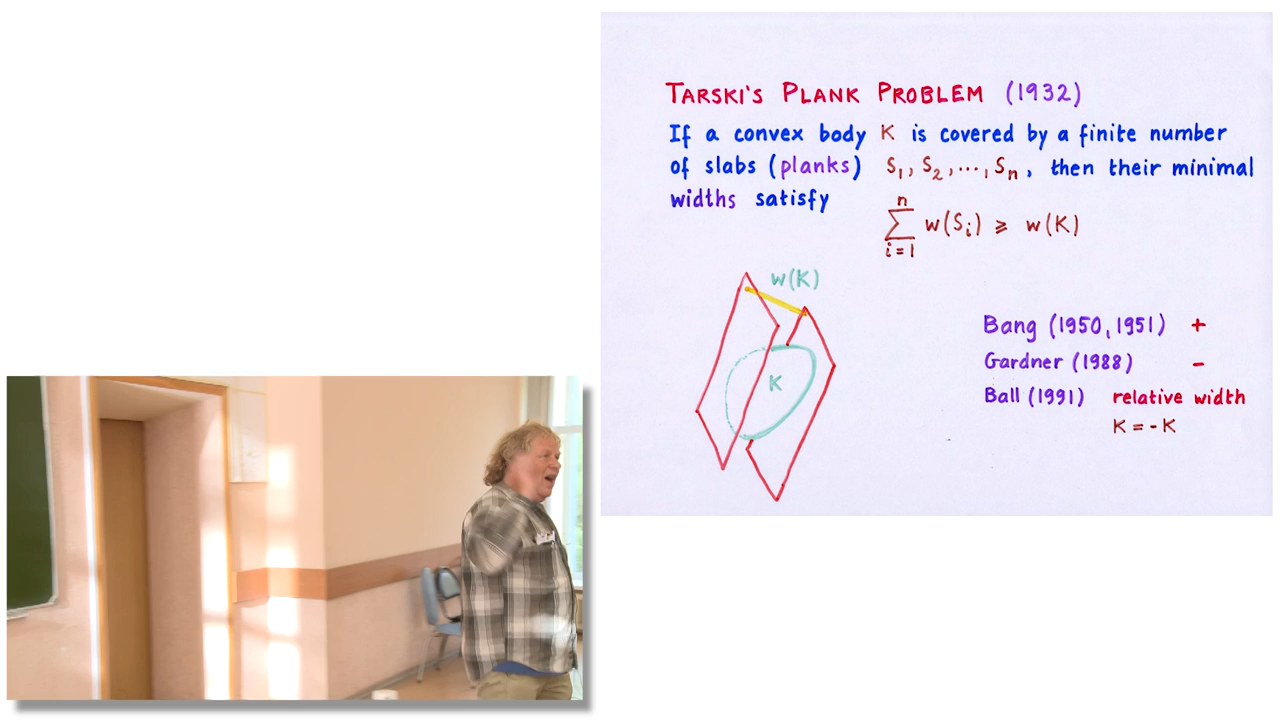 TARSKI'S PLANK PROBLEM (1932)
If a convex body K is covered by a finite number
of slabs (planks) S₁, S₂, ..., Sₙ, then their minimal
widths satisfy
n
∑ w(Sᵢ) ≥ w(K)
i=1
w(K)
K
Bang (1950, 1951) +
Gardner (1988) -
Ball (1991) relative width
K = -K